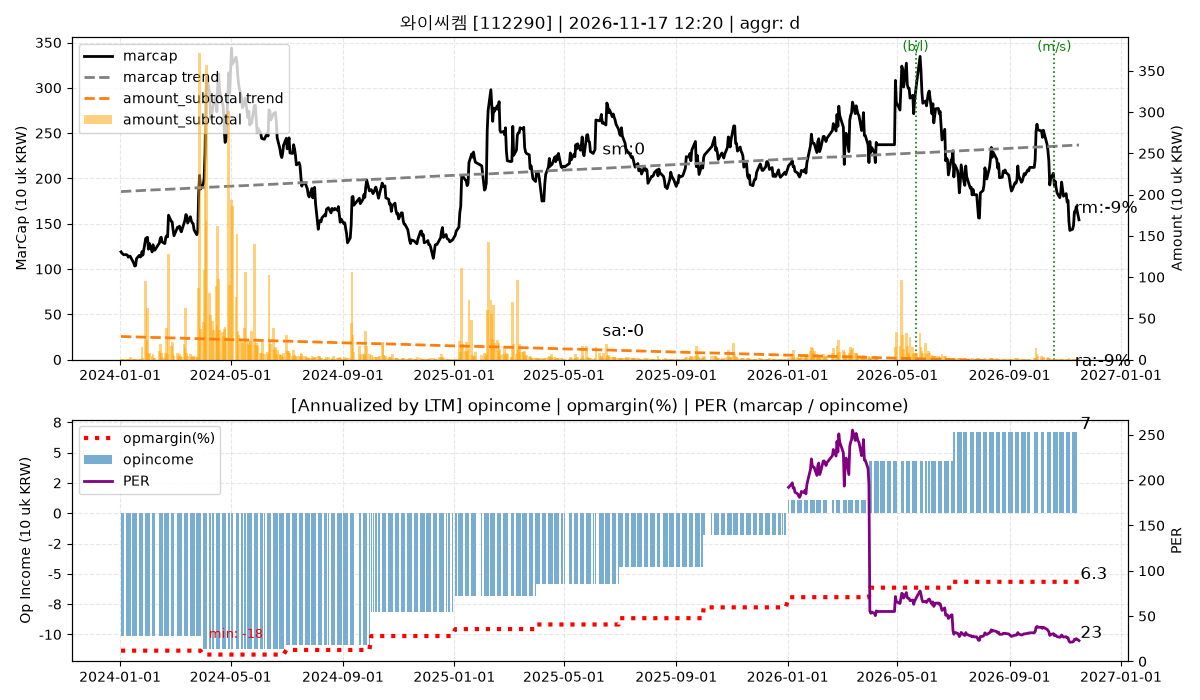 와이씨켐 [112290] | 2026-11-17 12:20 | aggr: d
350
300
250
200
150
100
50
0
MarCap (10 uk KRW)
marcap
marcap trend
amount_subtotal trend
amount_subtotal
(b/l)
(m/s)
sm:0
sa:-0
rm:-9%
ra:-9%
350
300
250
200
150
100
50
0
Amount (10 uk KRW)
2024-01-01
2024-05-01
2024-09-01
2025-01-01
2025-05-01
2025-09-01
2026-01-01
2026-05-01
2026-09-01
2027-01-01
[Annualized by LTM] opincome | opmargin(%) | PER (marcap / opincome)
8
5
2
0
-2
-5
-8
-10
Op Income (10 uk KRW)
opmargin(%)
opincome
PER
min: -18
7
6.3
23
250
200
150
100
50
0
PER
2024-01-01
2024-05-01
2024-09-01
2025-01-01
2025-05-01
2025-09-01
2026-01-01
2026-05-01
2026-09-01
2027-01-01